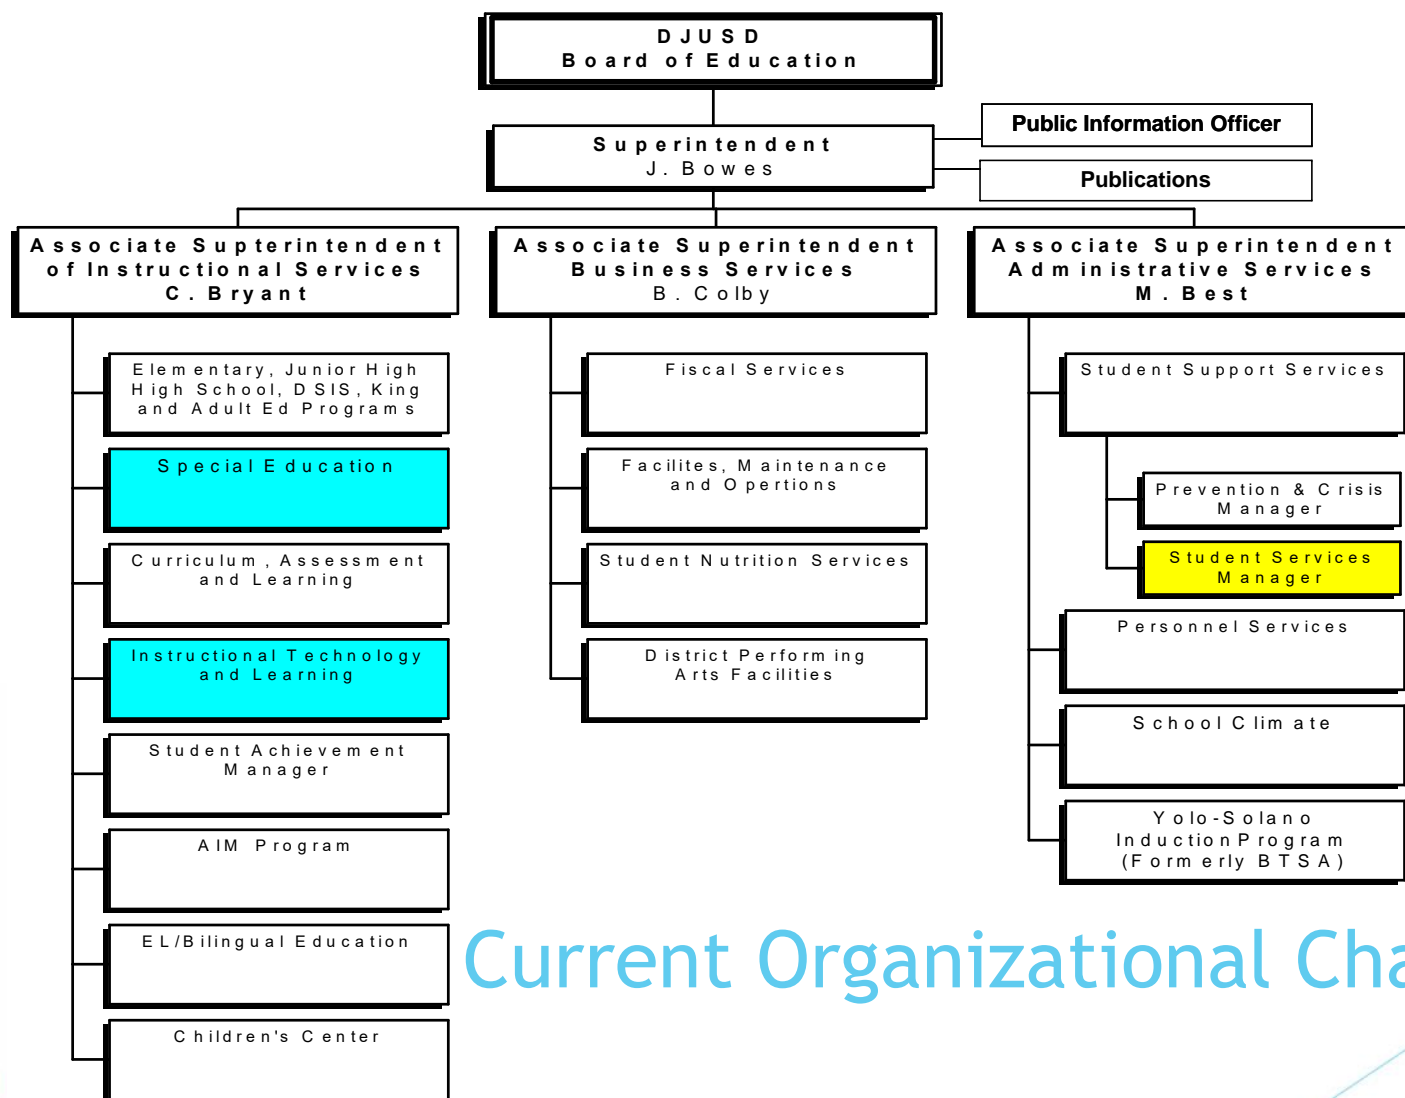 DJUSD
Board of Education
Superintendent
J. Bowes
Public Information Officer
Publications
Associate Supterintendent
of Instructional Services
C. Bryant
Elementary, Junior High
High School, DSIS, King
and Adult Ed Programs
Special Education
Curriculum, Assessment
and Learning
Instructional Technology
and Learning
Student Achievement
Manager
AIM Program
EL/Bilingual Education
Children's Center
Associate Superintendent
Business Services
B. Colby
Fiscal Services
Facilites, Maintenance
and Opertions
Student Nutrition Services
District Performing
Arts Facilities
Associate Superintendent
Administrative Services
M. Best
Student Support Services
Prevention & Crisis
Manager
Student Services
Manager
Personnel Services
School Climate
Yolo-Solano
Induction Program
(Formerly BTSA)
Current Organizational Cha